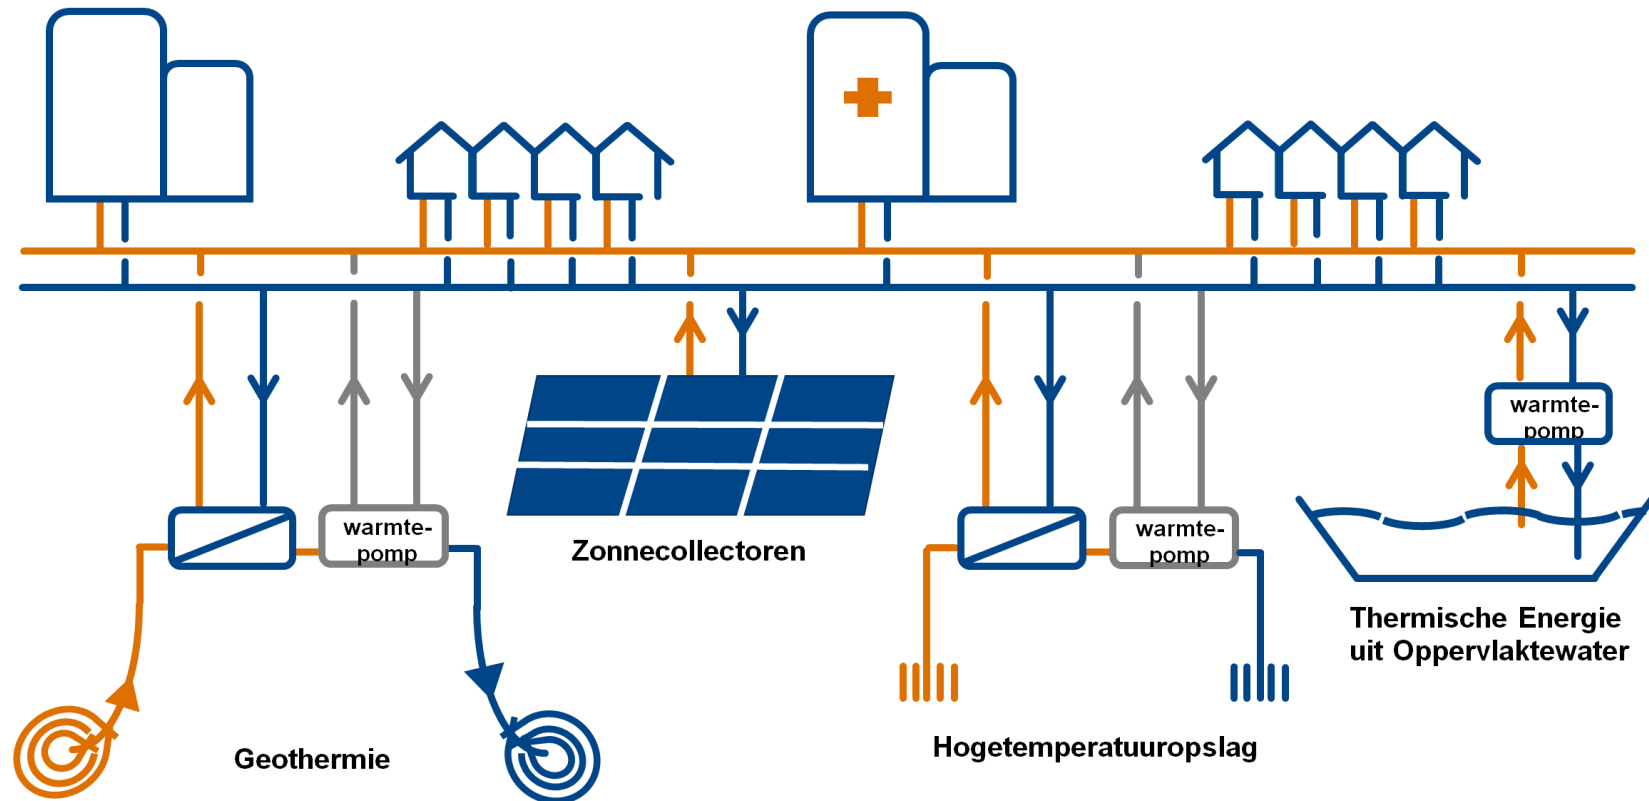 warmte-
pomp
warmte-
pomp
Zonnecollectoren
warmte-
pomp
Thermische Energie
uit Oppervlaktewater
Geothermie
Hogetemperatuuropslag